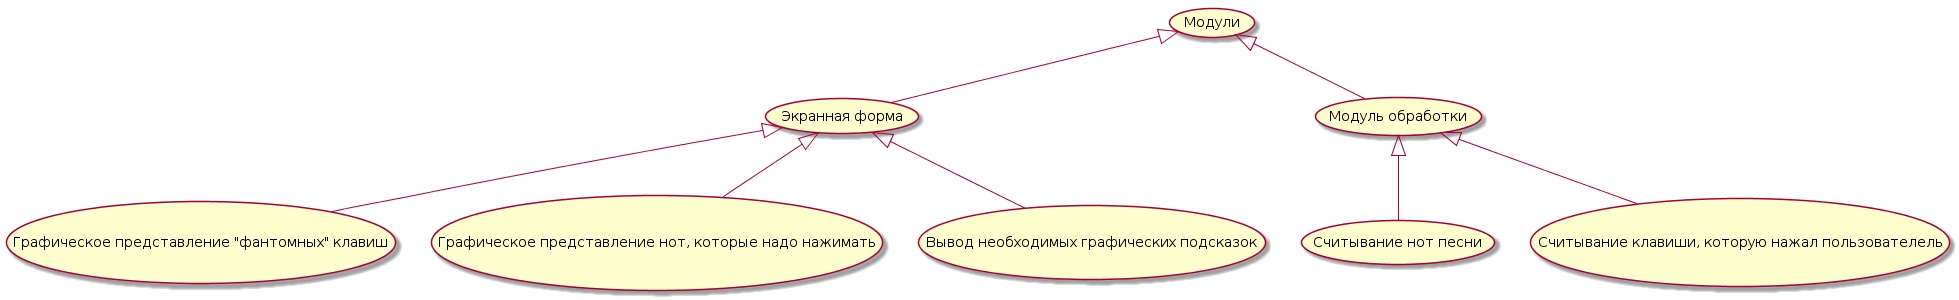 Модули
Экранная форма
Модуль обработки
Графическое представление "фантомных" клавиш
Графическое представление нот, которые надо нажимать
Вывод необходимых графических подсказок
Считывание нот песни
Считывание клавиши, которую нажал пользователель